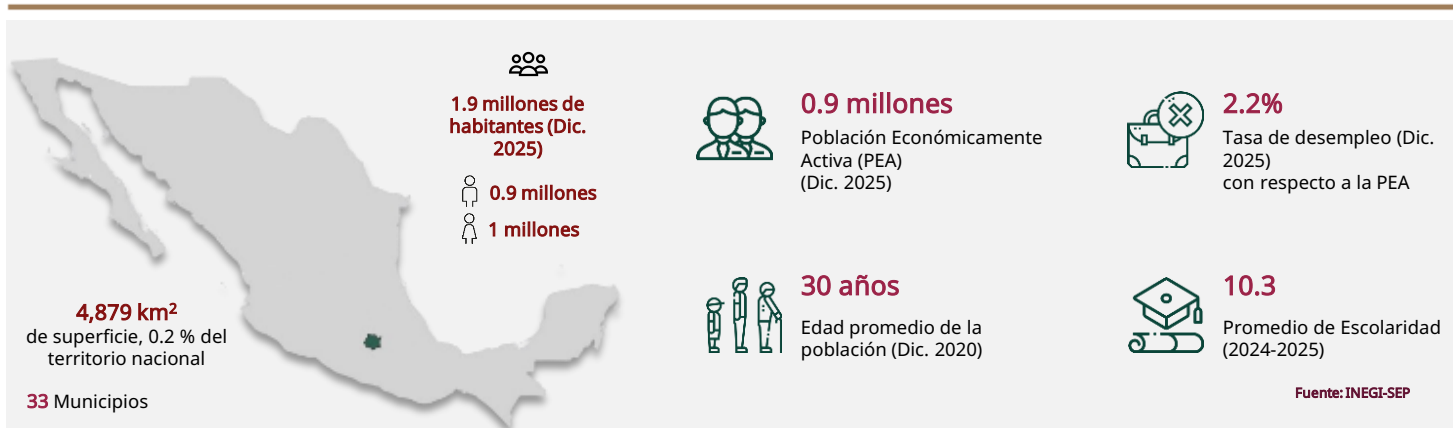 1.9 millones de
habitantes (Dic.
2025)
0.9 millones
1 millones
4,879 km²
de superficie, 0.2 % del
territorio nacional
33 Municipios
0.9 millones
Población Económicamente
Activa (PEA)
(Dic. 2025)
2.2%
Tasa de desempleo (Dic.
2025)
con respecto a la PEA
30 años
Edad promedio de la
población (Dic. 2020)
10.3
Promedio de Escolaridad
(2024-2025)
Fuente: INEGI-SEP